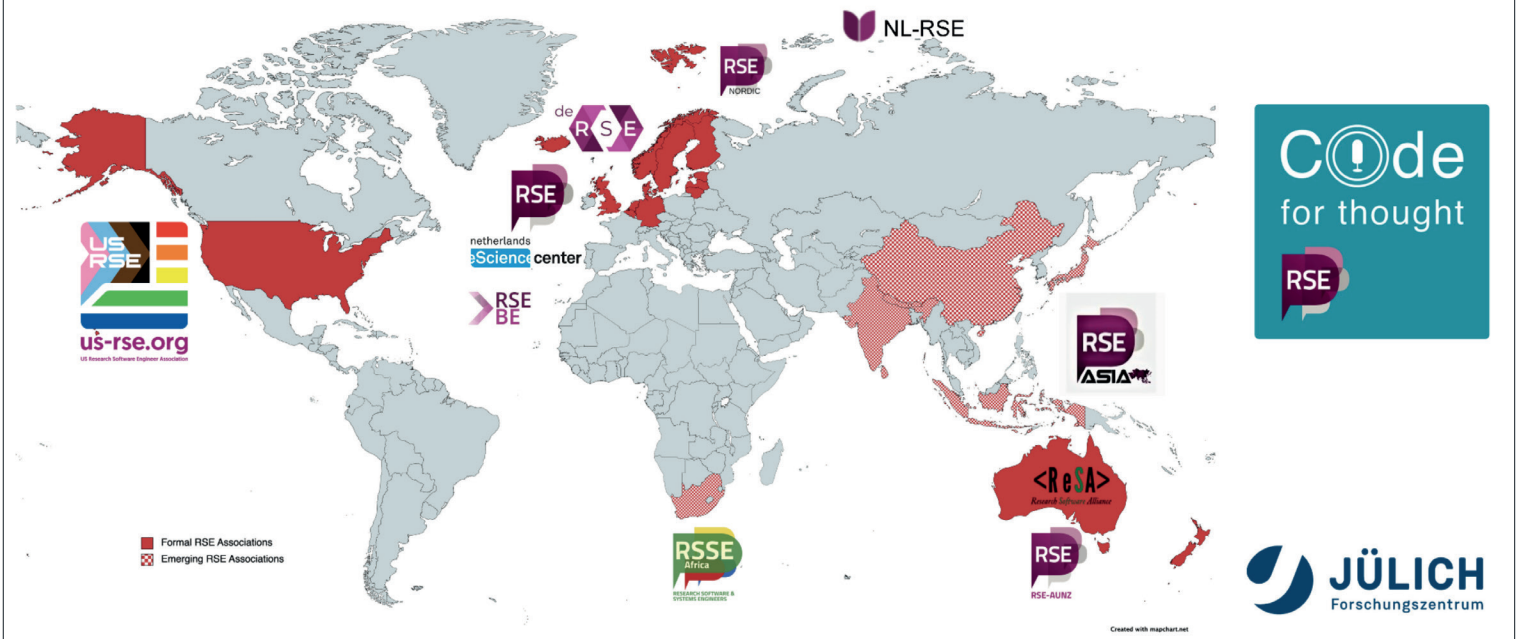 NL-RSE
RSE
NORDIC
de
RSE
RSE
netherlands
eScience center
RSE
BE
US
RSE
us-rse.org
US Research Software Engineer Association
C de
for thought
RSE
RSE
ASIA
<ReSA>
Research Software Alliance
RSE
RSE-AUNZ
RSSE
Africa
RESEARCH SOFTWARE &
SYSTEMS ENGINEERS
Formal RSE Associations
Emerging RSE Associations
JÜLICH
Forschungszentrum
Created with mapchart.net